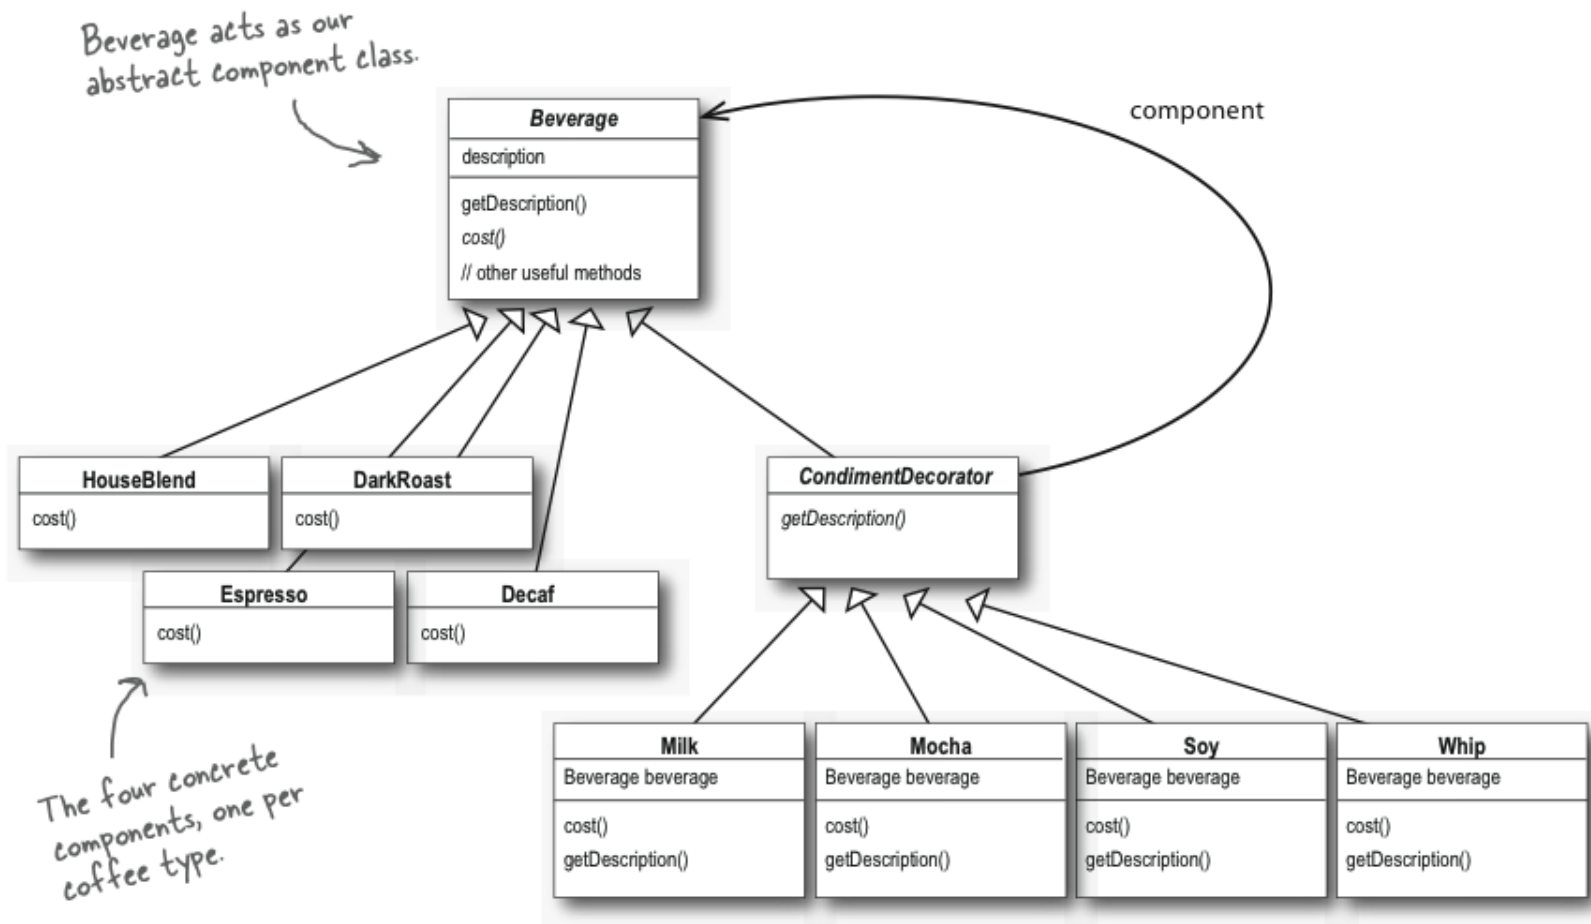 Beverage acts as our
abstract component class.
component
Beverage
description
getDescription()
cost()
// other useful methods
HouseBlend
cost()
DarkRoast
cost()
CondimentDecorator
getDescription()
Espresso
cost()
Decaf
cost()
The four concrete
components, one per
coffee type.
Milk
Beverage beverage
cost()
getDescription()
Mocha
Beverage beverage
cost()
getDescription()
Soy
Beverage beverage
cost()
getDescription()
Whip
Beverage beverage
cost()
getDescription()